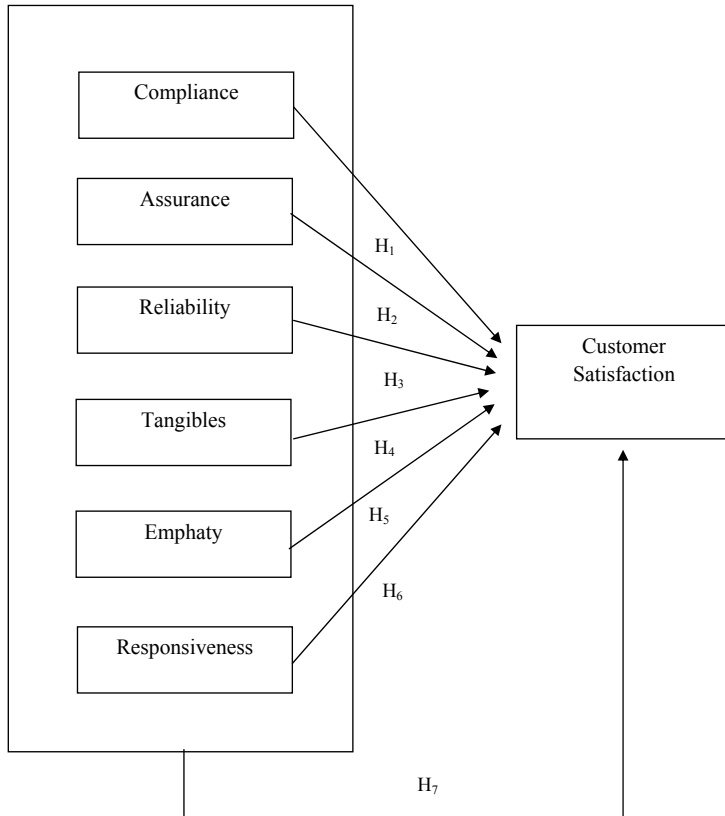 Compliance
Assurance
H₁
Reliability
H₂
Customer
Satisfaction
H₃
Tangibles
H₄
H₅
Emphaty
H₆
Responsiveness
H₇